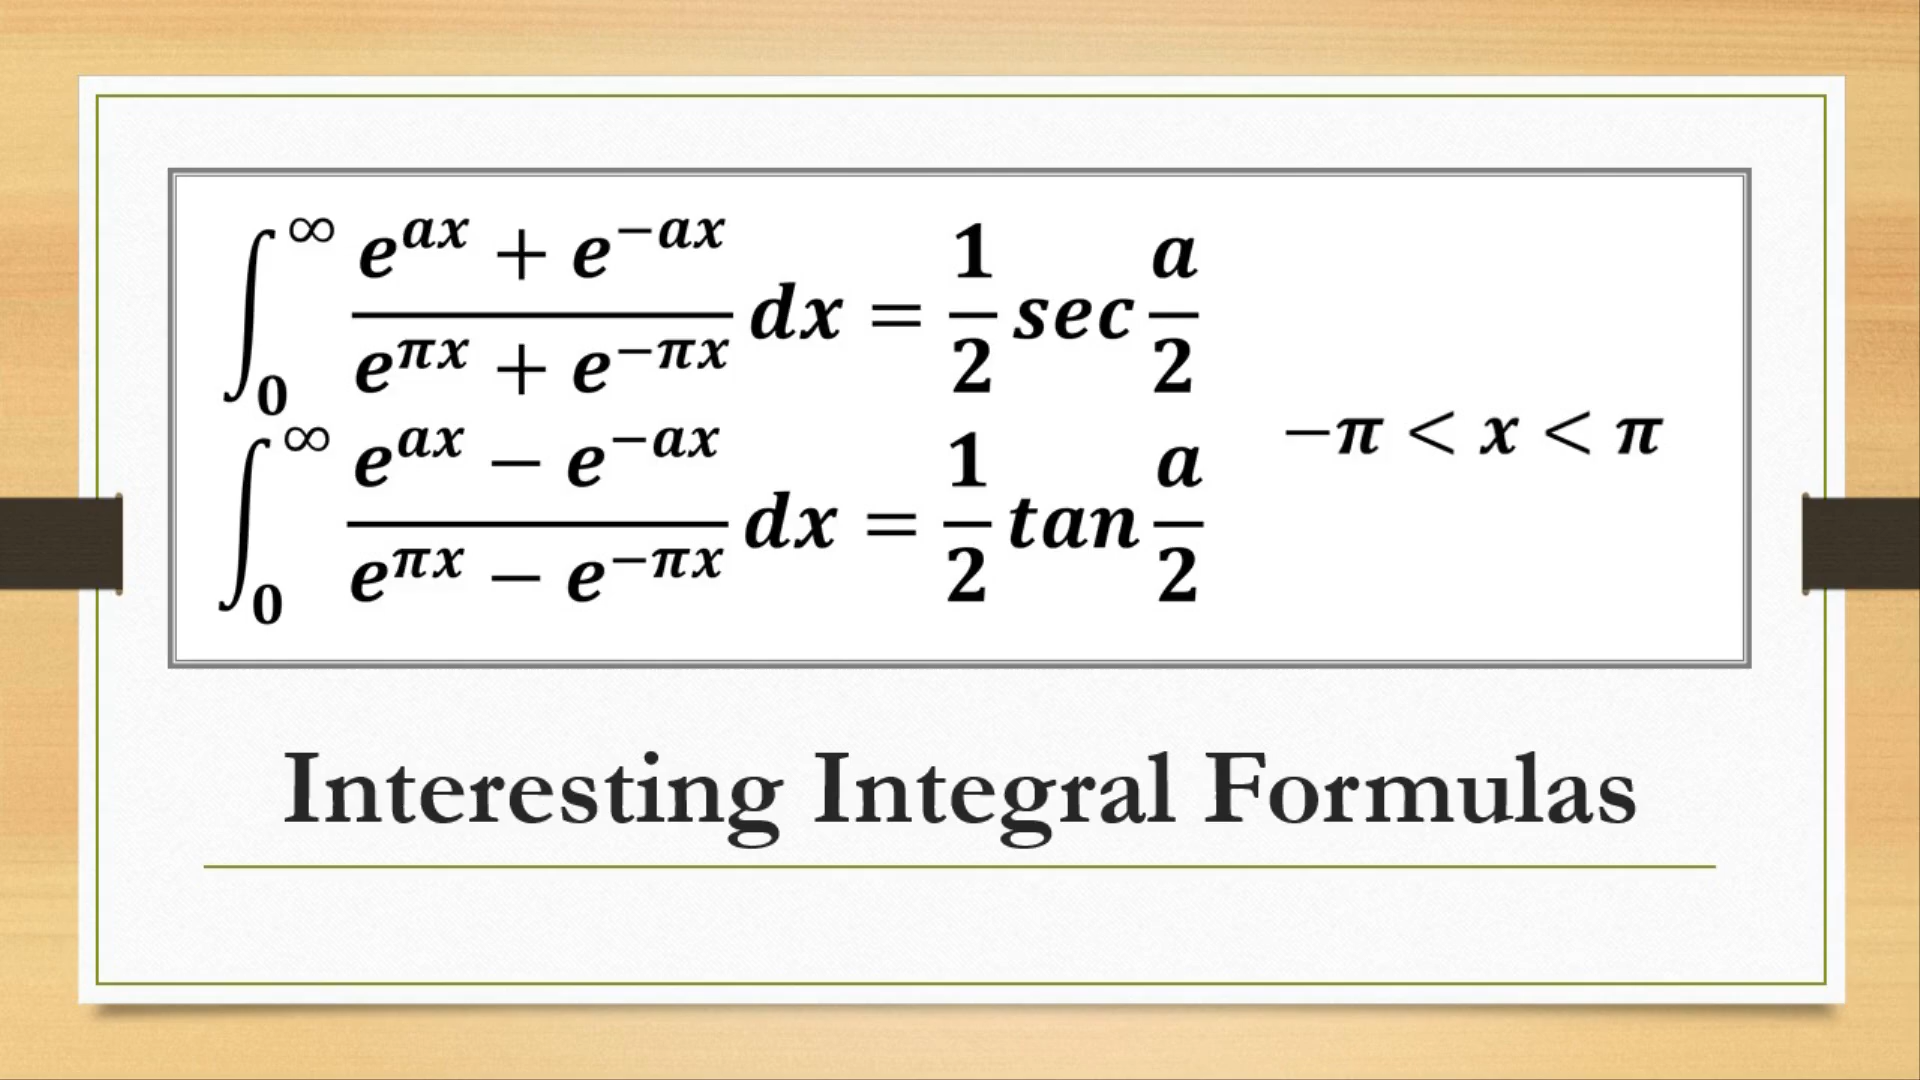 ∫₀^∞ (e^{ax} + e^{−ax})/(e^{πx} + e^{−πx}) dx = 1/2 sec a/2
∫₀^∞ (e^{ax} − e^{−ax})/(e^{πx} − e^{−πx}) dx = 1/2 tan a/2
−π < x < π
Interesting Integral Formulas